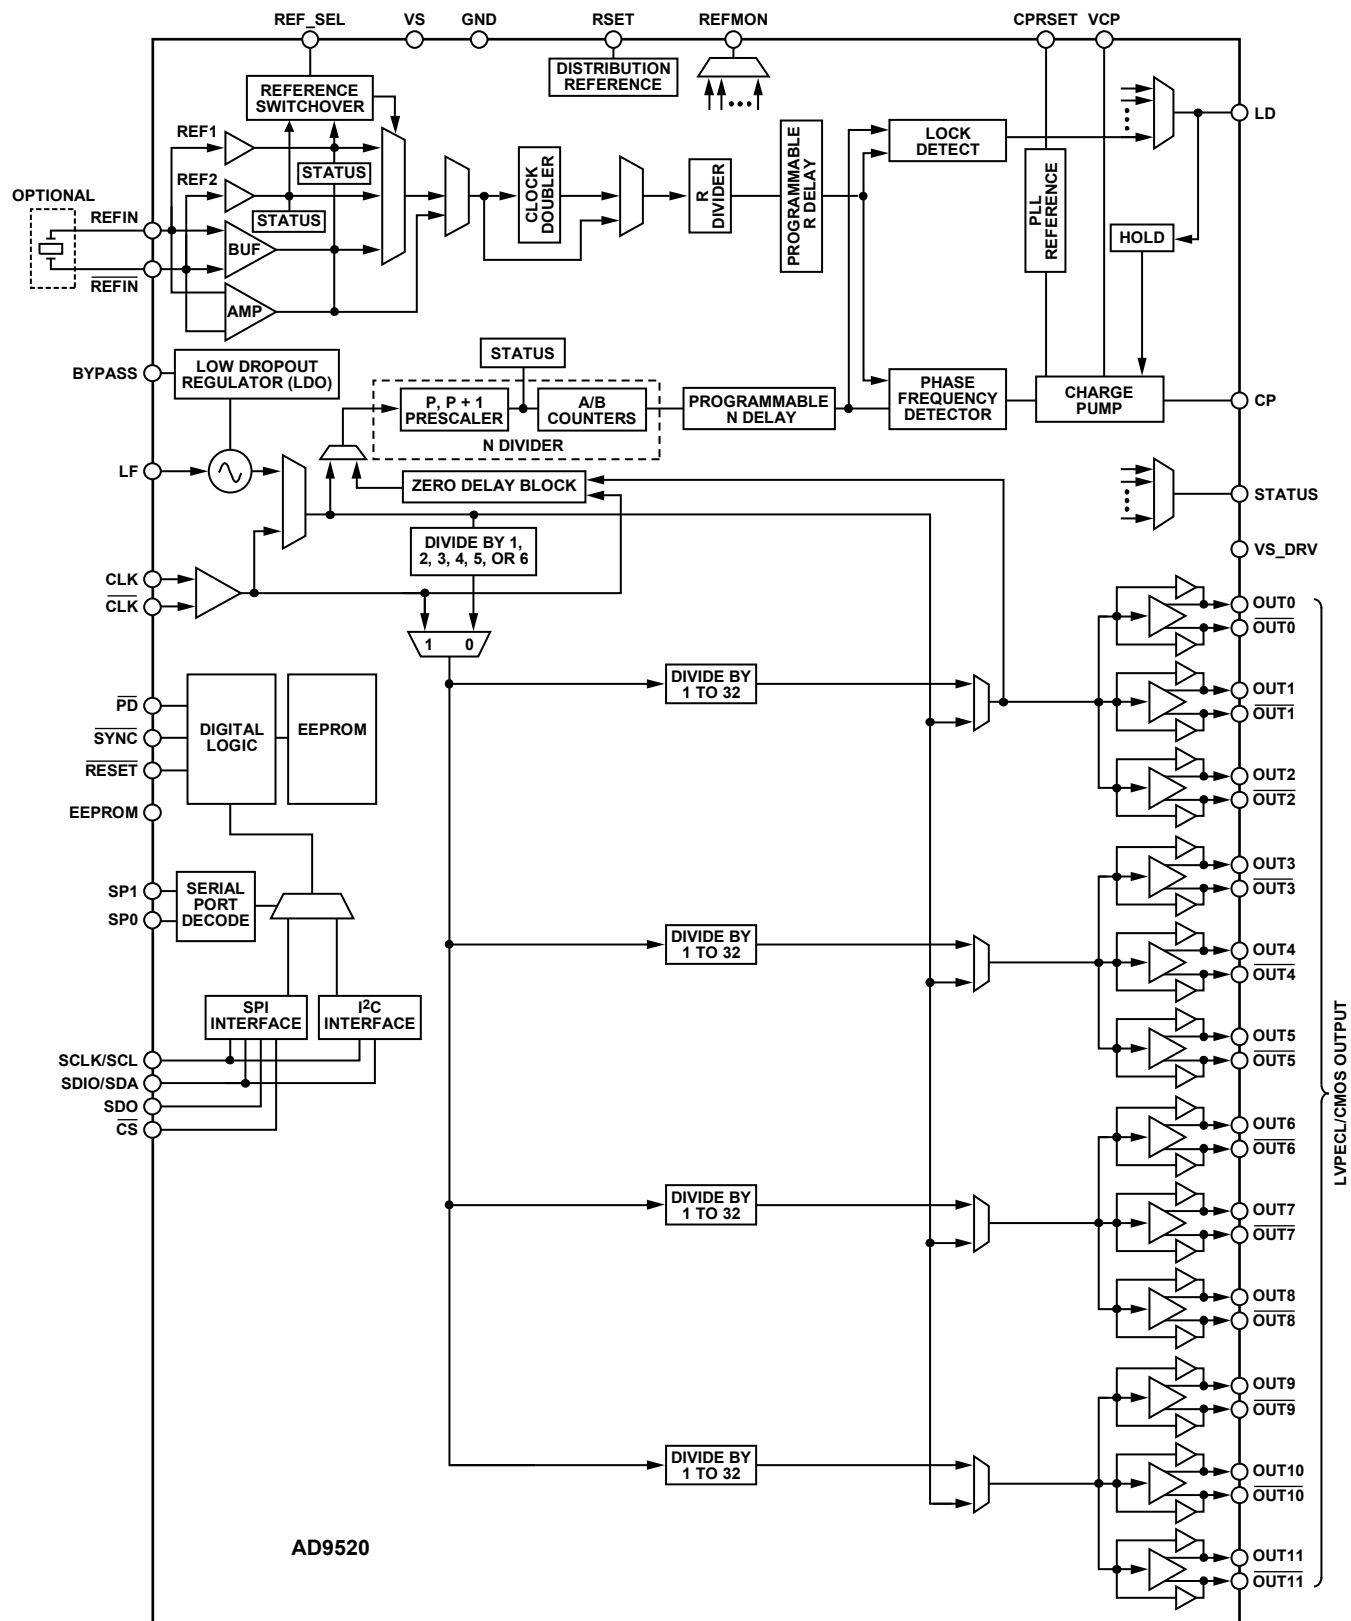 REF_SEL VS GND RSET REFMON CPRSET VCP
DISTRIBUTION
REFERENCE
REFERENCE
SWITCHOVER
REF1
STATUS
REF2
STATUS
OPTIONAL
REFIN
BUF
REFIN
AMP
CLOCK
DOUBLER
R
DIVIDER
PROGRAMMABLE
R DELAY
LOCK
DETECT
PLL
REFERENCE
HOLD
LD
BYPASS
LOW DROPOUT
REGULATOR (LDO)
STATUS
P, P + 1
PRESCALER
A/B
COUNTERS
N DIVIDER
PROGRAMMABLE
N DELAY
PHASE
FREQUENCY
DETECTOR
CHARGE
PUMP
CP
LF
ZERO DELAY BLOCK
STATUS
DIVIDE BY 1,
2, 3, 4, 5, OR 6
VS_DRV
CLK
CLK
1 0
OUT0
OUT0
DIVIDE BY
1 TO 32
OUT1
OUT1
PD
SYNC
RESET
DIGITAL
LOGIC
EEPROM
EEPROM
OUT2
OUT2
SP1
SP0
SERIAL
PORT
DECODE
OUT3
OUT3
DIVIDE BY
1 TO 32
OUT4
OUT4
SPI
INTERFACE
I2C
INTERFACE
OUT5
OUT5
SCLK/SCL
SDIO/SDA
SDO
CS
LVPECL/CMOS OUTPUT
OUT6
OUT6
DIVIDE BY
1 TO 32
OUT7
OUT7
OUT8
OUT8
OUT9
OUT9
DIVIDE BY
1 TO 32
OUT10
OUT10
AD9520
OUT11
OUT11